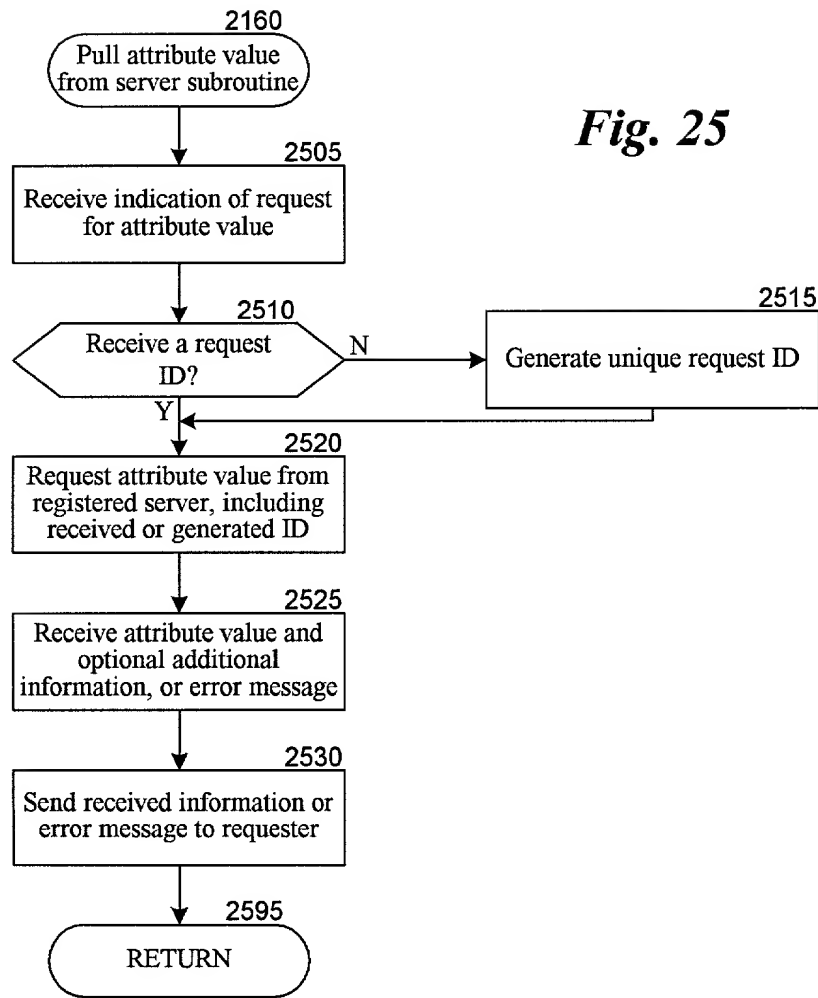 2160
Pull attribute value
from server subroutine
Fig. 25
2505
Receive indication of request
for attribute value
2510
Receive a request
ID?
N
Y
2515
Generate unique request ID
2520
Request attribute value from
registered server, including
received or generated ID
2525
Receive attribute value and
optional additional
information, or error message
2530
Send received information or
error message to requester
2595
RETURN